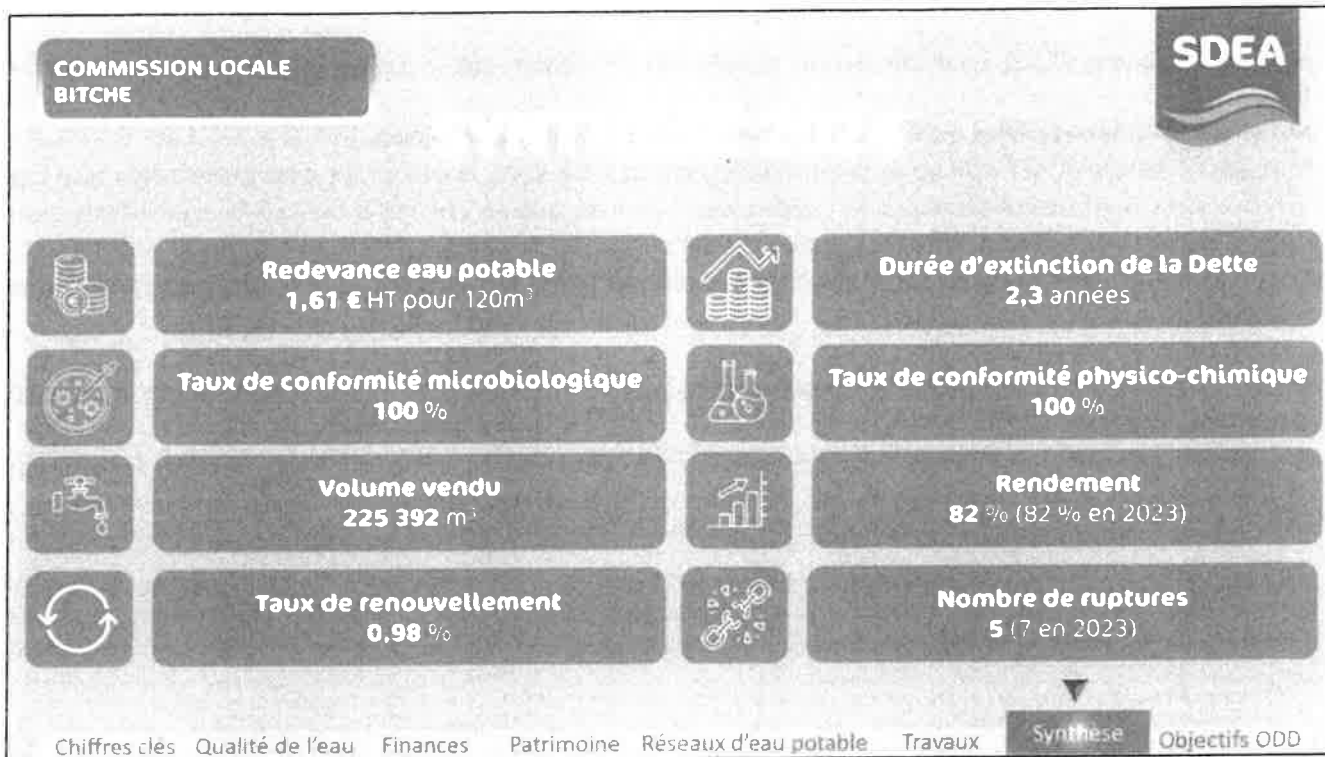 COMMISSION LOCALE
BITCHE
SDEA
Redevance eau potable
1,61 € HT pour 120m³
Durée d'extinction de la Dette
2,3 années
Taux de conformité microbiologique
100 %
Taux de conformité physico-chimique
100 %
Volume vendu
225 392 m³
Rendement
82 % (82 % en 2023)
Taux de renouvellement
0,98 %
Nombre de ruptures
5 (7 en 2023)
Chiffres clés Qualité de l'eau Finances Patrimoine Réseaux d'eau potable Travaux Synthèse Objectifs ODD